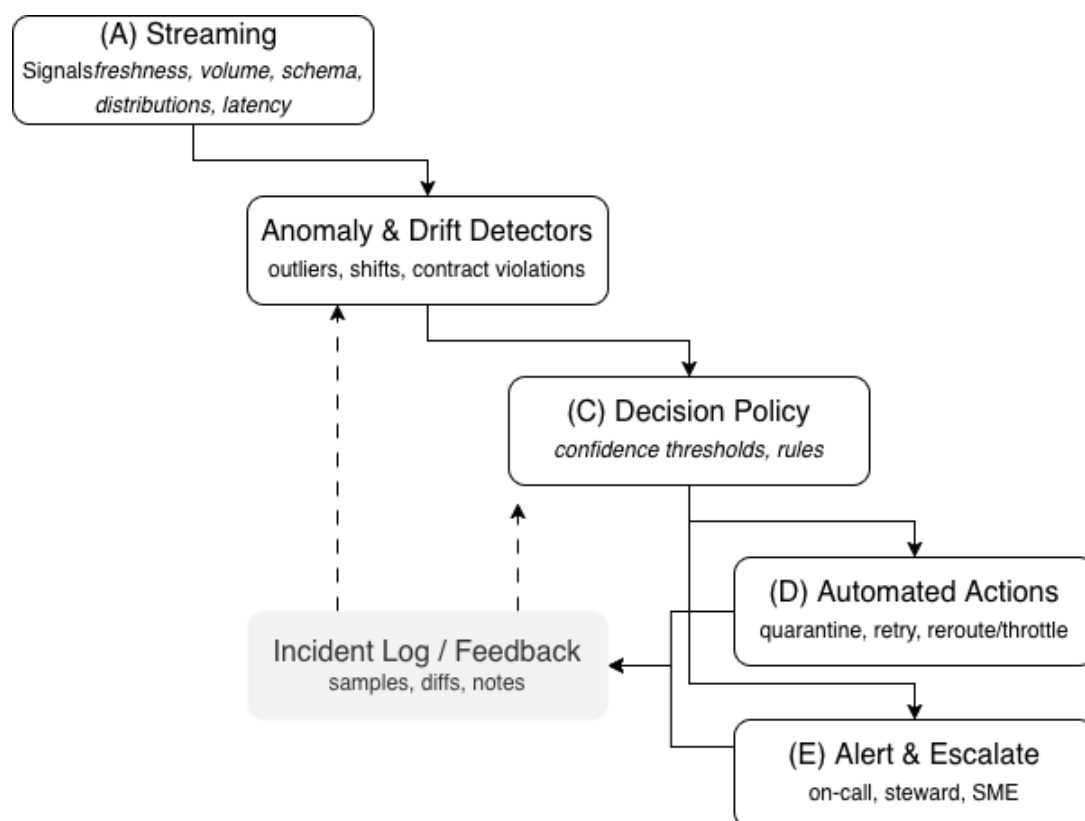 (A) Streaming
Signalsfreshness, volume, schema,
distributions, latency
Anomaly & Drift Detectors
outliers, shifts, contract violations
(C) Decision Policy
confidence thresholds, rules
(D) Automated Actions
quarantine, retry, reroute/throttle
Incident Log / Feedback
samples, diffs, notes
(E) Alert & Escalate
on-call, steward, SME